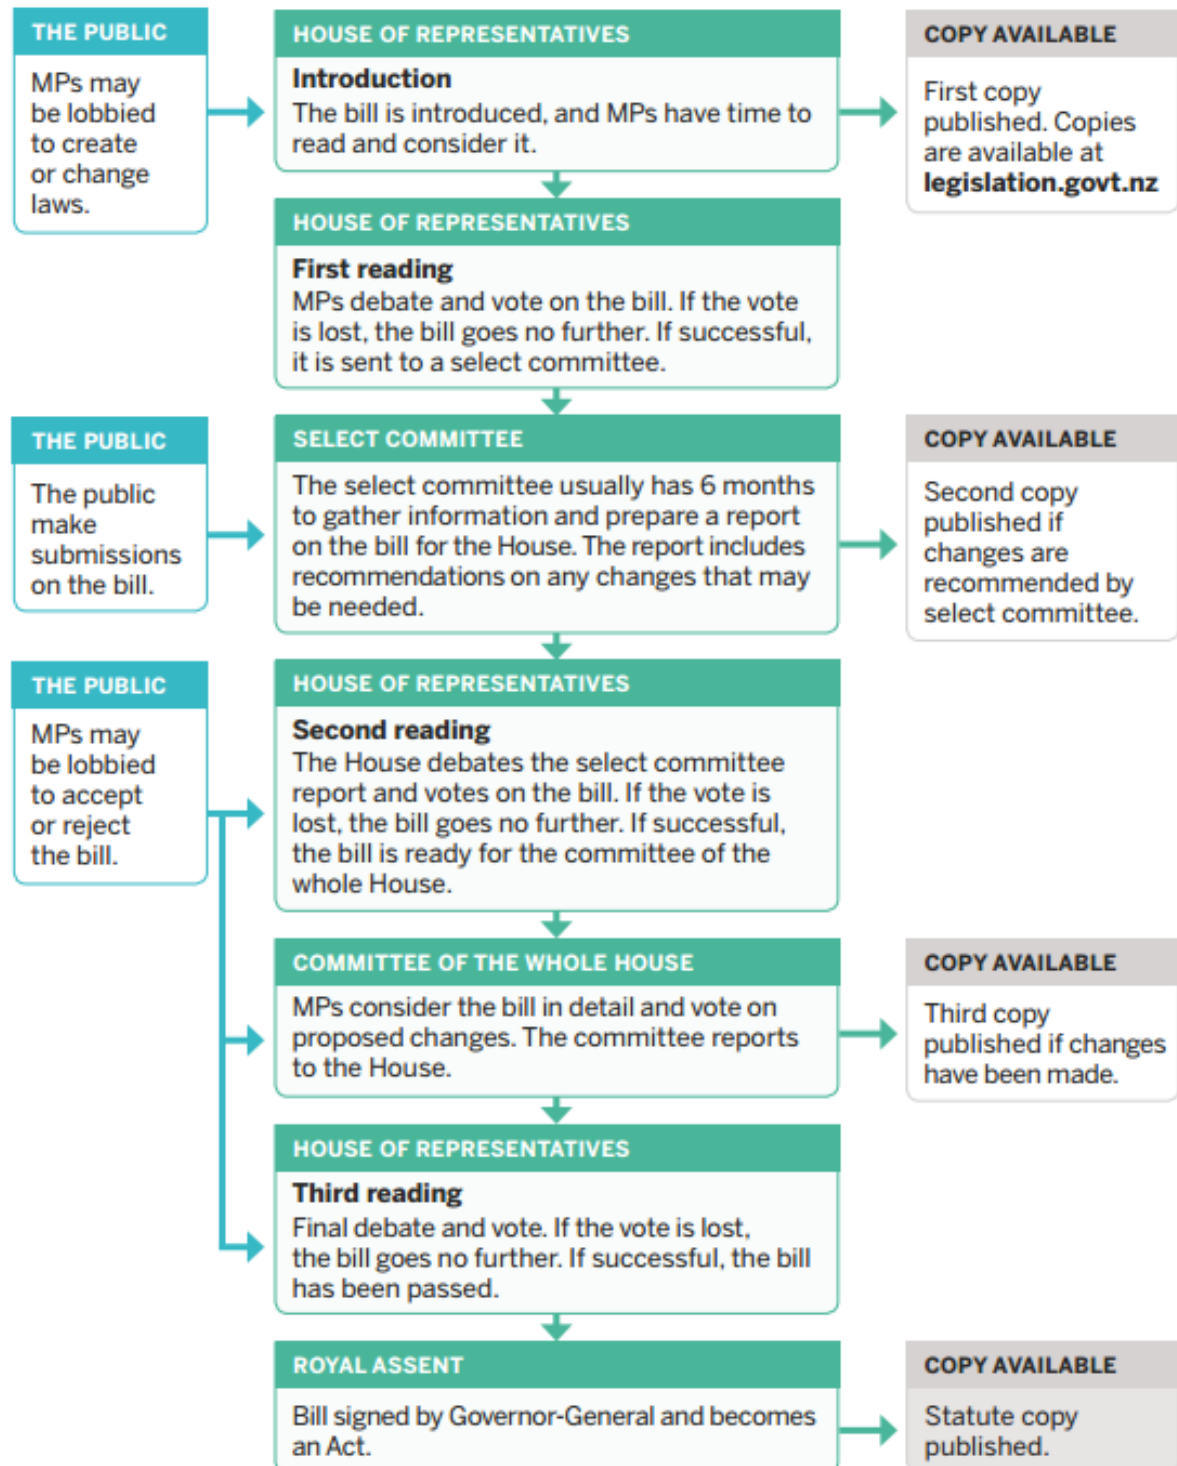 THE PUBLIC
MPs may
be lobbied
to create
or change
laws.
HOUSE OF REPRESENTATIVES
Introduction
The bill is introduced, and MPs have time to
read and consider it.
COPY AVAILABLE
First copy
published. Copies
are available at
legislation.govt.nz
HOUSE OF REPRESENTATIVES
First reading
MPs debate and vote on the bill. If the vote
is lost, the bill goes no further. If successful,
it is sent to a select committee.
THE PUBLIC
The public
make
submissions
on the bill.
SELECT COMMITTEE
The select committee usually has 6 months
to gather information and prepare a report
on the bill for the House. The report includes
recommendations on any changes that may
be needed.
COPY AVAILABLE
Second copy
published if
changes are
recommended by
select committee.
THE PUBLIC
MPs may
be lobbied
to accept
or reject
the bill.
HOUSE OF REPRESENTATIVES
Second reading
The House debates the select committee
report and votes on the bill. If the vote is
lost, the bill goes no further. If successful,
the bill is ready for the committee of the
whole House.
COMMITTEE OF THE WHOLE HOUSE
MPs consider the bill in detail and vote on
proposed changes. The committee reports
to the House.
COPY AVAILABLE
Third copy
published if changes
have been made.
HOUSE OF REPRESENTATIVES
Third reading
Final debate and vote. If the vote is lost,
the bill goes no further. If successful, the bill
has been passed.
ROYAL ASSENT
Bill signed by Governor-General and becomes
an Act.
COPY AVAILABLE
Statute copy
published.